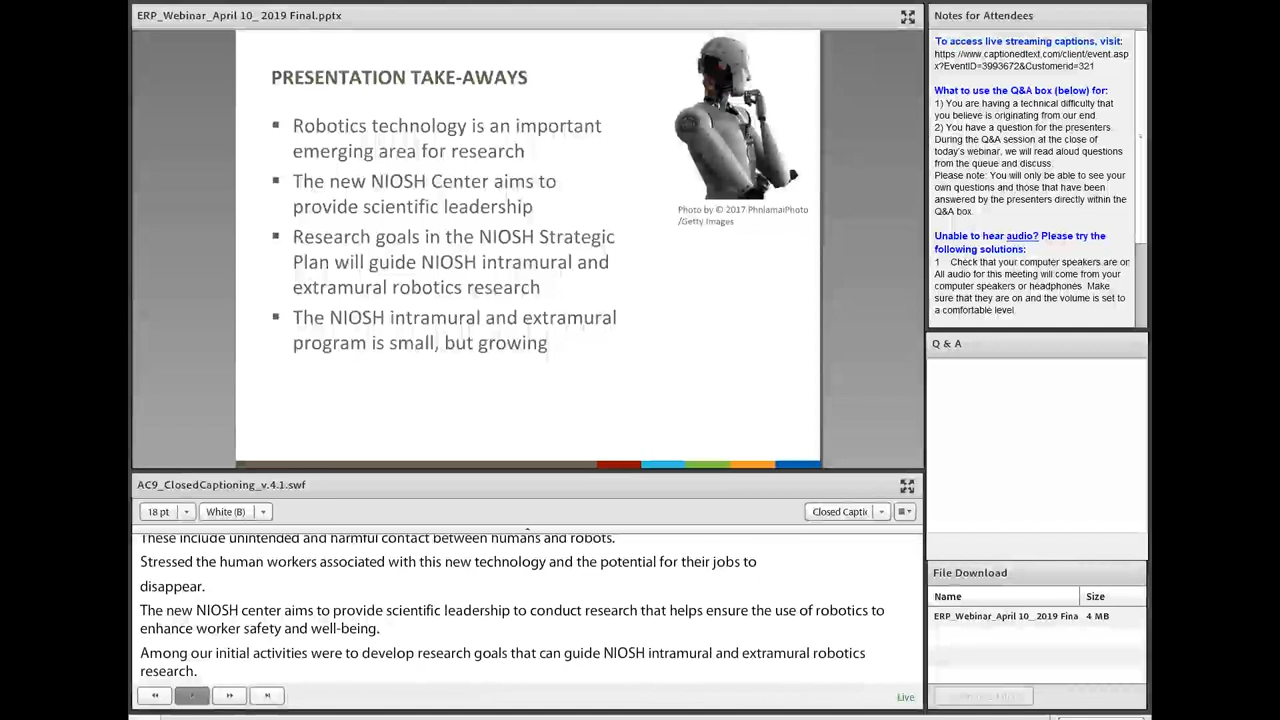 ERP_Webinar_April 10_ 2019 Final.pptx
PRESENTATION TAKE-AWAYS
▪ Robotics technology is an important
emerging area for research
▪ The new NIOSH Center aims to
provide scientific leadership
▪ Research goals in the NIOSH Strategic
Plan will guide NIOSH intramural and
extramural robotics research
▪ The NIOSH intramural and extramural
program is small, but growing
Photo by © 2017 PhnlamaiPhoto
/Getty Images
AC9_ClosedCaptioning_v.4.1.swf
18 pt
White (B)
Closed Captic
These include unintended and harmful contact between humans and robots.
Stressed the human workers associated with this new technology and the potential for their jobs to
disappear.
The new NIOSH center aims to provide scientific leadership to conduct research that helps ensure the use of robotics to
enhance worker safety and well-being.
Among our initial activities were to develop research goals that can guide NIOSH intramural and extramural robotics
research.
Live
Notes for Attendees
To access live streaming captions, visit:
https://www.captionedtext.com/client/event.asp
x?EventID=3993672&CustomerId=321
What to use the Q&A box (below) for:
1) You are having a technical difficulty that
you believe is originating from our end
2) You have a question for the presenters.
During the Q&A session at the close of
today's webinar, we will read aloud questions
from the queue and discuss.
Please note: You will only be able to see your
own questions and those that have been
answered by the presenters directly within the
Q&A box.
Unable to hear audio? Please try the
following solutions:
1 Check that your computer speakers are on
All audio for this meeting will come from your
computer speakers or headphones. Make
sure that they are on and the volume is set to
a comfortable level
Q & A
File Download
Name Size
ERP_Webinar_April 10_ 2019 Fina 4 MB